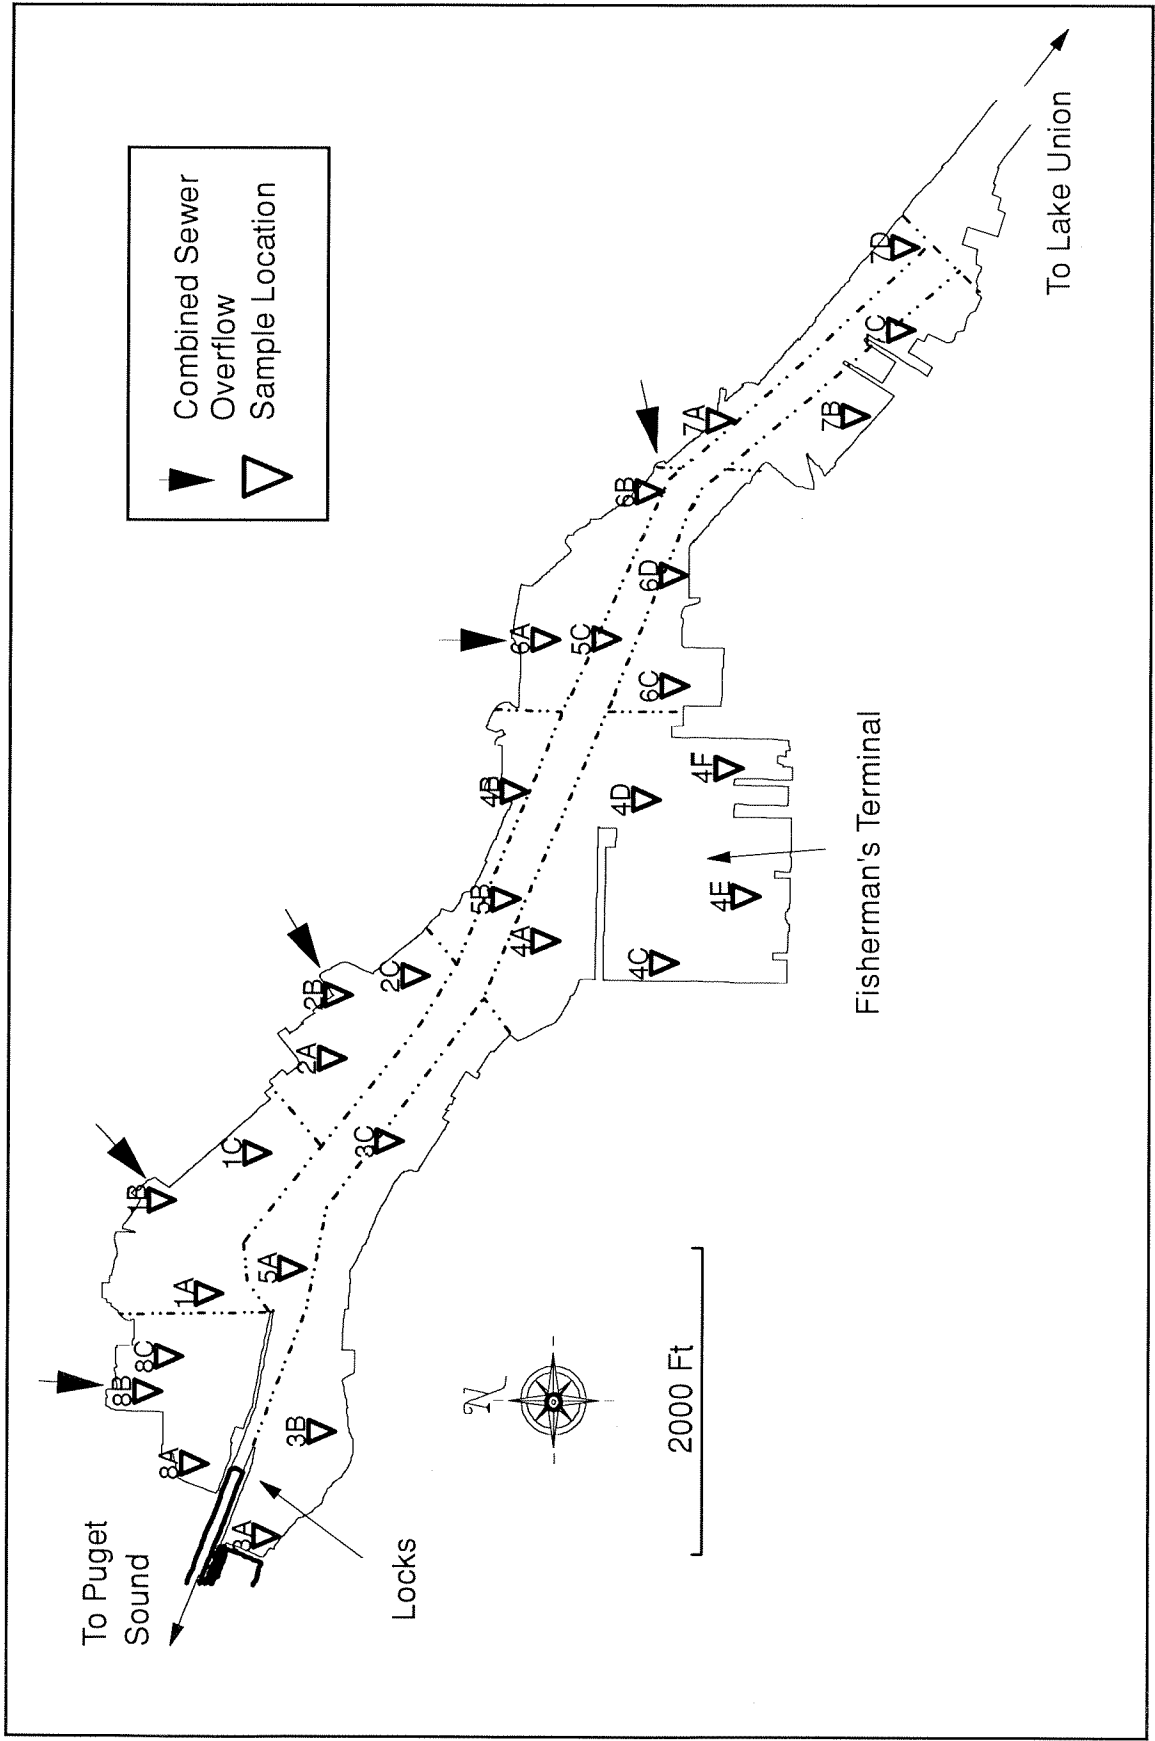 Combined Sewer
Overflow
Sample Location
To Puget
Sound
Locks
N
2000 Ft
Fisherman's Terminal
To Lake Union
8A
8B
8C
1A
1B
1C
2A
2B
2C
3A
3B
3C
5A
5B
5C
4A
4B
4C
4D
4E
4F
6A
6B
6C
6D
7A
7B
7C
7D